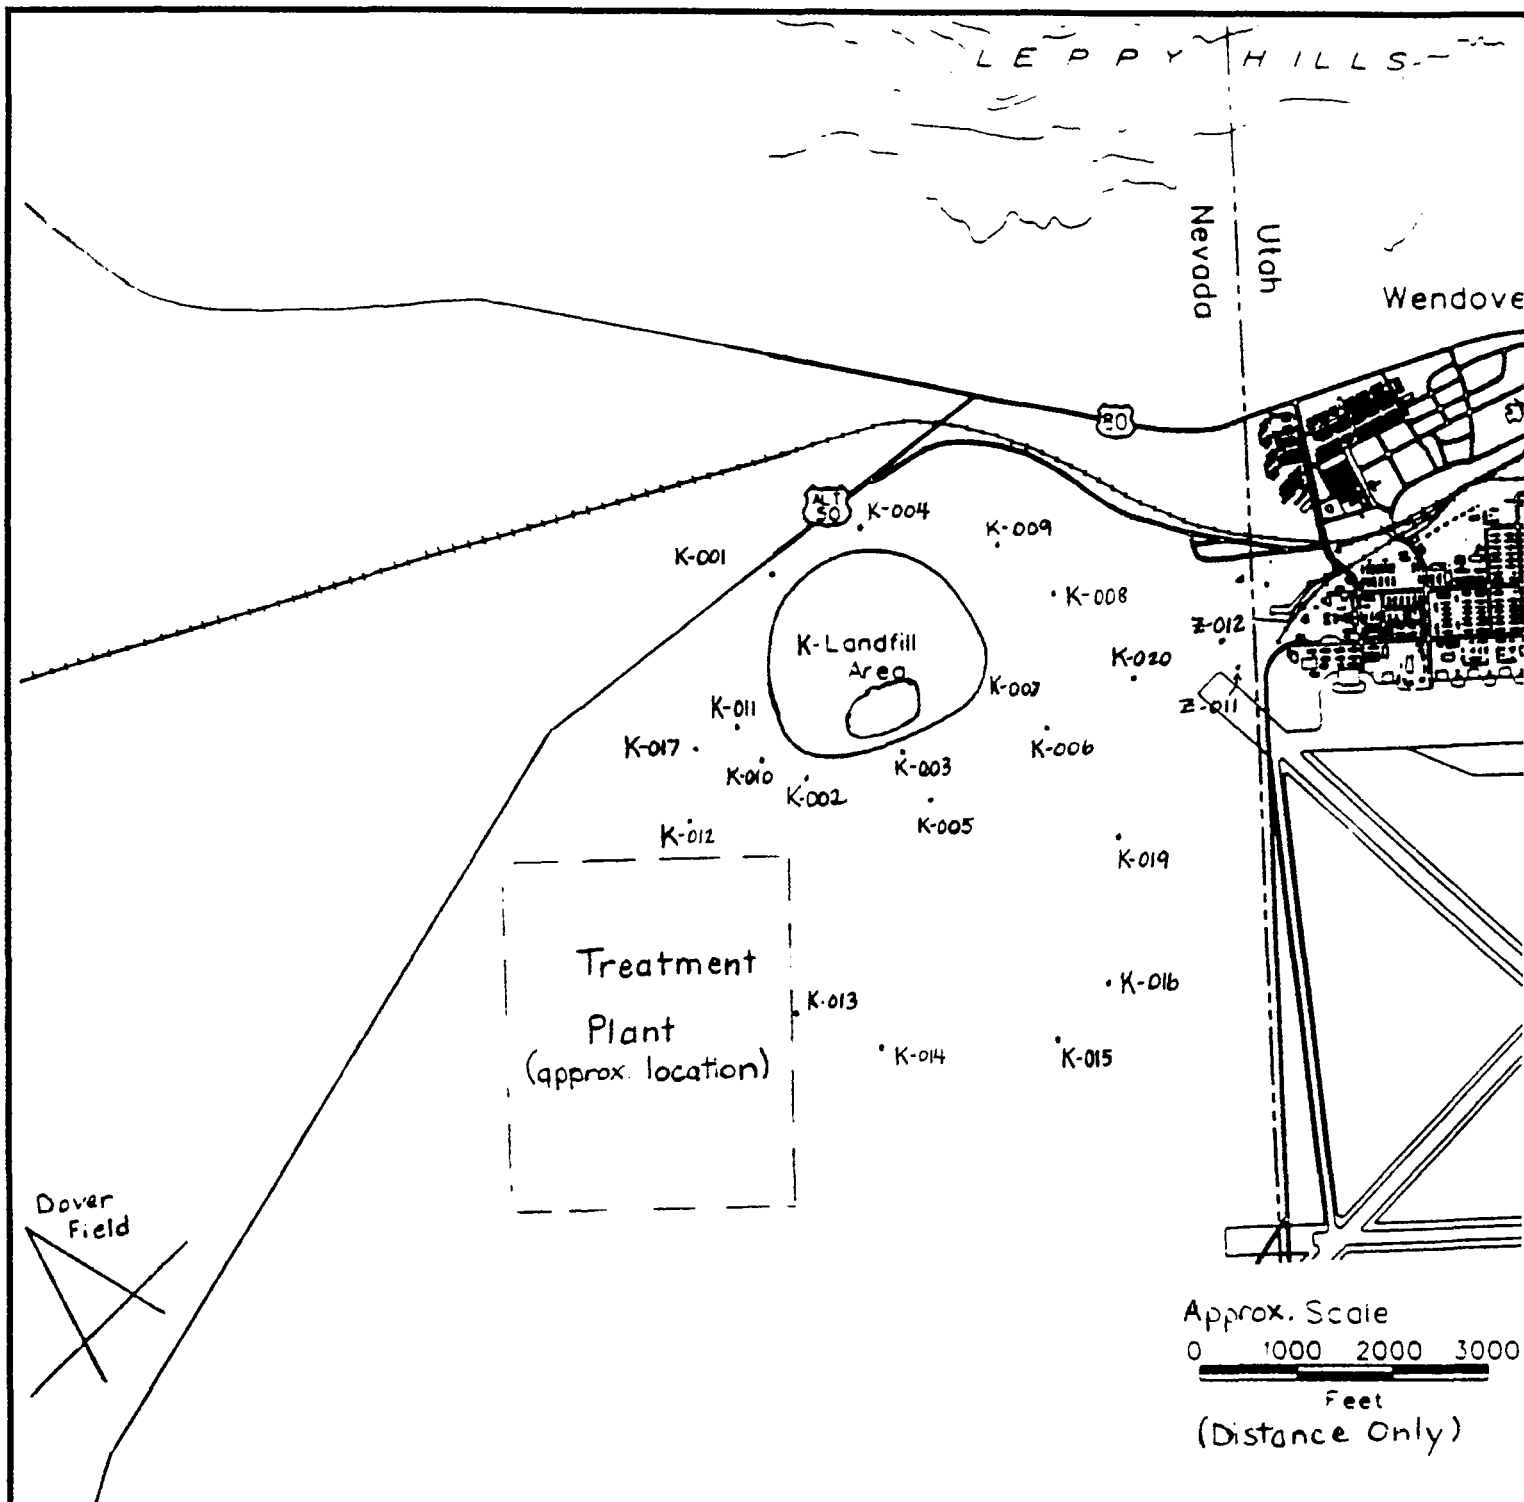 LEPPY HILLS
Nevada
Utah
Wendove
80
ALT
50
K-004
K-009
K-001
K-008
Z-012
K-Landfill
Area
K-020
K-007
Z-011
K-011
K-017
K-006
K-003
K-010
K-002
K-005
K-012
K-019
Treatment
K-016
K-013
Plant
K-014
K-015
(approx. location)
Dover
Field
Approx. Scale
0 1000 2000 3000
Feet
(Distance Only)